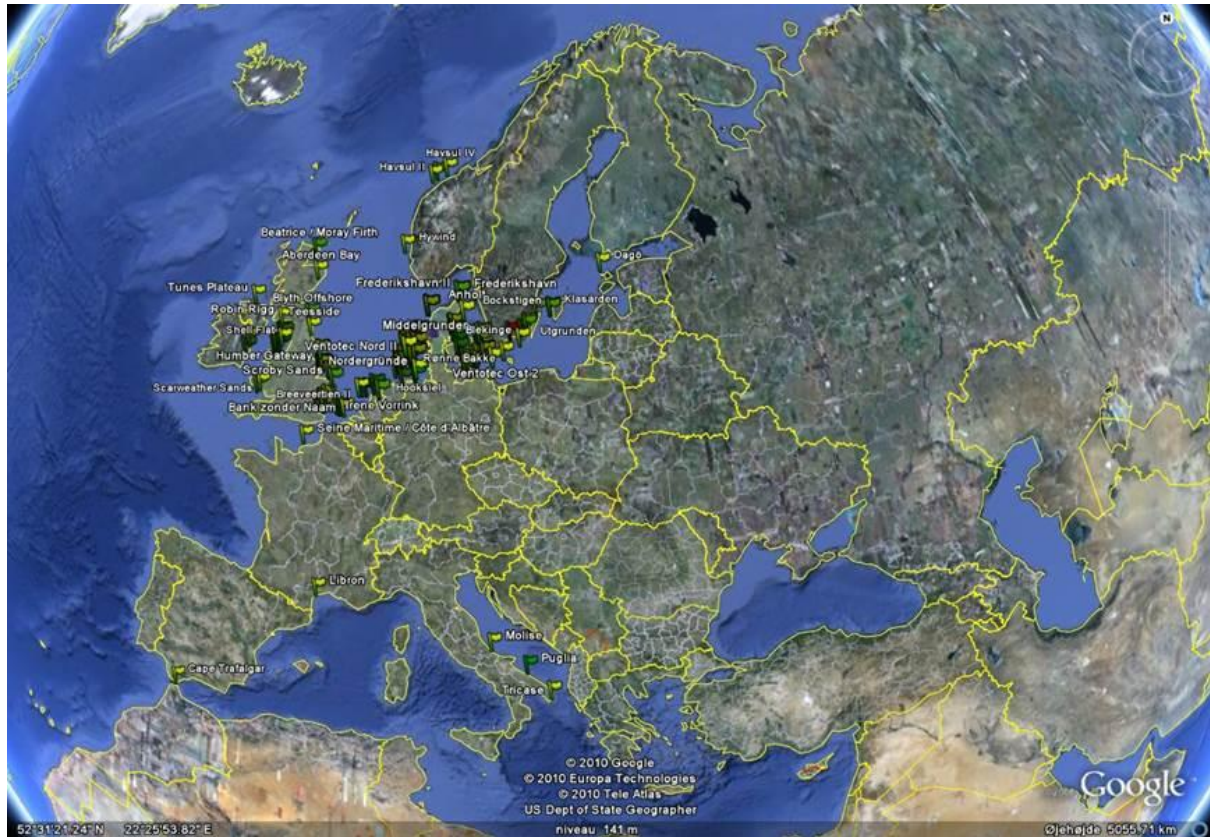 N
Havsul IV
Havsul II
Hywind
Beatrice / Moray Firth
Aberdeen Bay
Dagö
Frederikshavn II
Frederikshavn
Tunes Plateau
Anholt
Bockstigen
Klasården
Blyth Offshore
Robin Rigg
Teesside
Middelgrunden
Blekinge
Utgrunden
Shell Flat
Ventotec Nord II
Humber Gateway
Nordergründe
Rønne Bakke
Scroby Sands
Ventotec Ost 2
Scarweather Sands
Breeveertien II
Hooksiel
Bank zonder Naam
Irene Vorrink
Seine Maritime / Côte d'Albâtre
Libron
Molise
Puglia
Cape Trafalgar
Tricase
© 2010 Google
© 2010 Europa Technologies
© 2010 Tele Atlas
US Dept of State Geographer
Google
52°31'21.24" N 22°25'53.82" E
niveau 141 m
Øjehøjde 5055.71 km